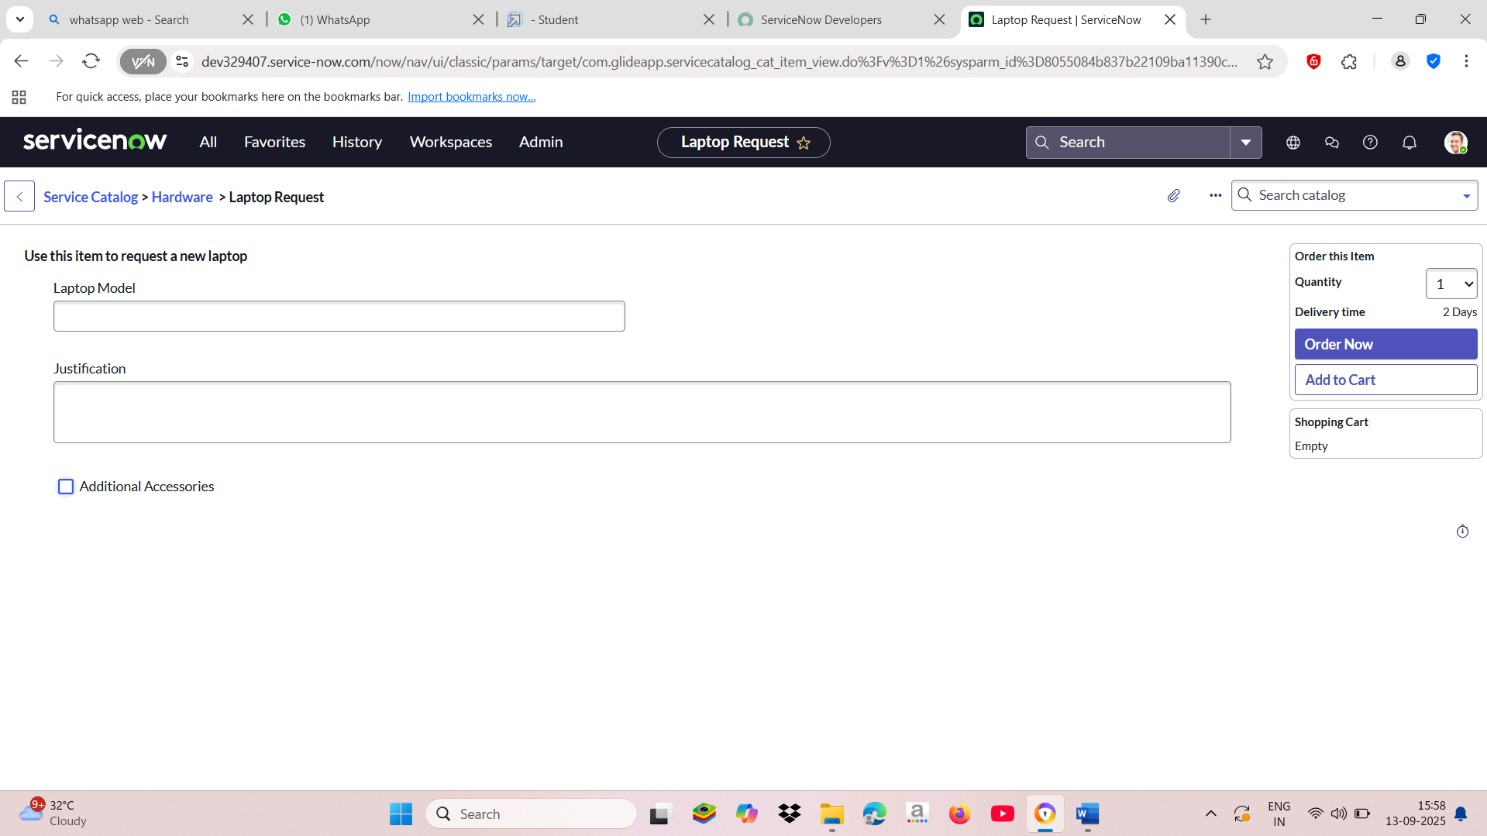 whatsapp web - Search
(1) WhatsApp
- Student
ServiceNow Developers
Laptop Request | ServiceNow
VPN
dev329407.service-now.com/now/nav/ui/classic/params/target/com.glideapp.servicecatalog_cat_item_view.do%3Fv%3D1%26sysparm_id%3D8055084b837b22109ba11390c...
6
For quick access, place your bookmarks here on the bookmarks bar. Import bookmarks now...
servicenow
All
Favorites
History
Workspaces
Admin
Laptop Request
Search
Service Catalog > Hardware > Laptop Request
Search catalog
Use this item to request a new laptop
Laptop Model
Justification
Additional Accessories
Order this Item
Quantity
1
Delivery time
2 Days
Order Now
Add to Cart
Shopping Cart
Empty
9+
32°C
Cloudy
Search
a
W
ENG
IN
15:58
13-09-2025